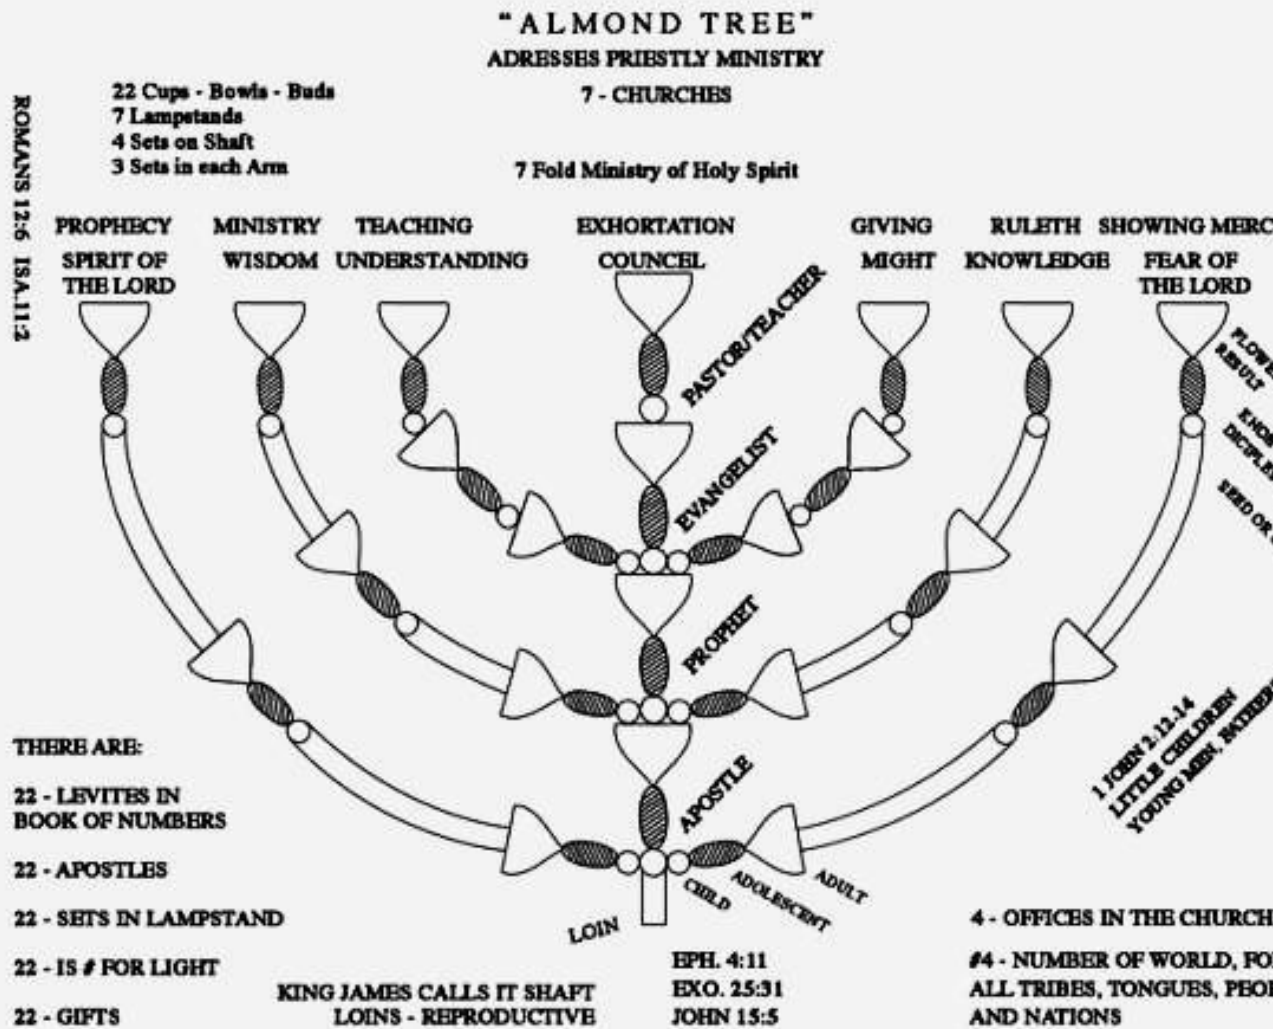 "ALMOND TREE"
ADRESSES PRIESTLY MINISTRY
7 - CHURCHES
22 Cups - Bowls - Buds
7 Lampstands
4 Sets on Shaft
3 Sets in each Arm
7 Fold Ministry of Holy Spirit
ROMANS 12:6 ISA.11:2
PROPHECY
SPIRIT OF
THE LORD
MINISTRY
WISDOM
TEACHING
UNDERSTANDING
EXHORTATION
COUNCEL
GIVING
MIGHT
RULETH
KNOWLEDGE
SHOWING MERC
FEAR OF
THE LORD
PASTOR/TEACHER
EVANGELIST
PROPHET
APOSTLE
RESULT
SEED OR
1 JOHN 2:12-14
LITTLE CHILDREN
YOUNG MEN,
CHILD
ADOLESCENT
ADULT
LOIN
THERE ARE:
22 - LEVITES IN
BOOK OF NUMBERS
22 - APOSTLES
22 - SETS IN LAMPSTAND
22 - IS # FOR LIGHT
22 - GIFTS
KING JAMES CALLS IT SHAFT
LOINS - REPRODUCTIVE
EPH. 4:11
EXO. 25:31
JOHN 15:5
4 - OFFICES IN THE CHURCH
#4 - NUMBER OF WORLD,
ALL TRIBES, TONGUES,
AND NATIONS